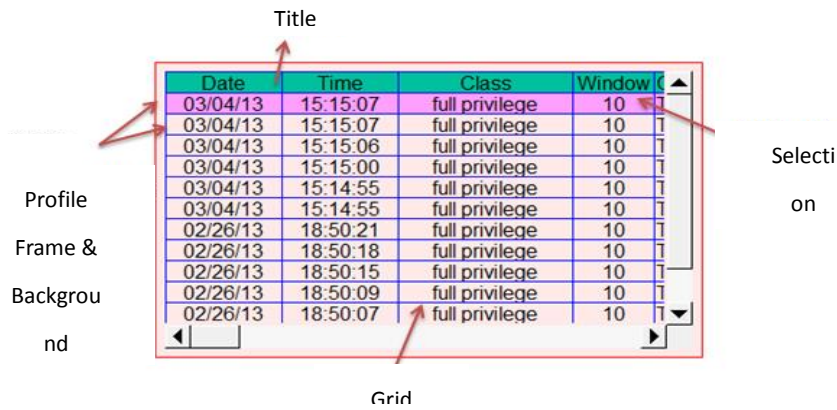 Title
Date Time Class Window
03/04/13 15:15:07 full privilege 10 T
03/04/13 15:15:07 full privilege 10 T
03/04/13 15:15:06 full privilege 10 T
03/04/13 15:15:00 full privilege 10 T
03/04/13 15:14:55 full privilege 10 T
03/04/13 15:14:55 full privilege 10 T
02/26/13 18:50:21 full privilege 10 T
02/26/13 18:50:18 full privilege 10 T
02/26/13 18:50:15 full privilege 10 T
02/26/13 18:50:09 full privilege 10 T
02/26/13 18:50:07 full privilege 10 T
Selecti
on
Profile
Frame &
Backgrou
nd
Grid